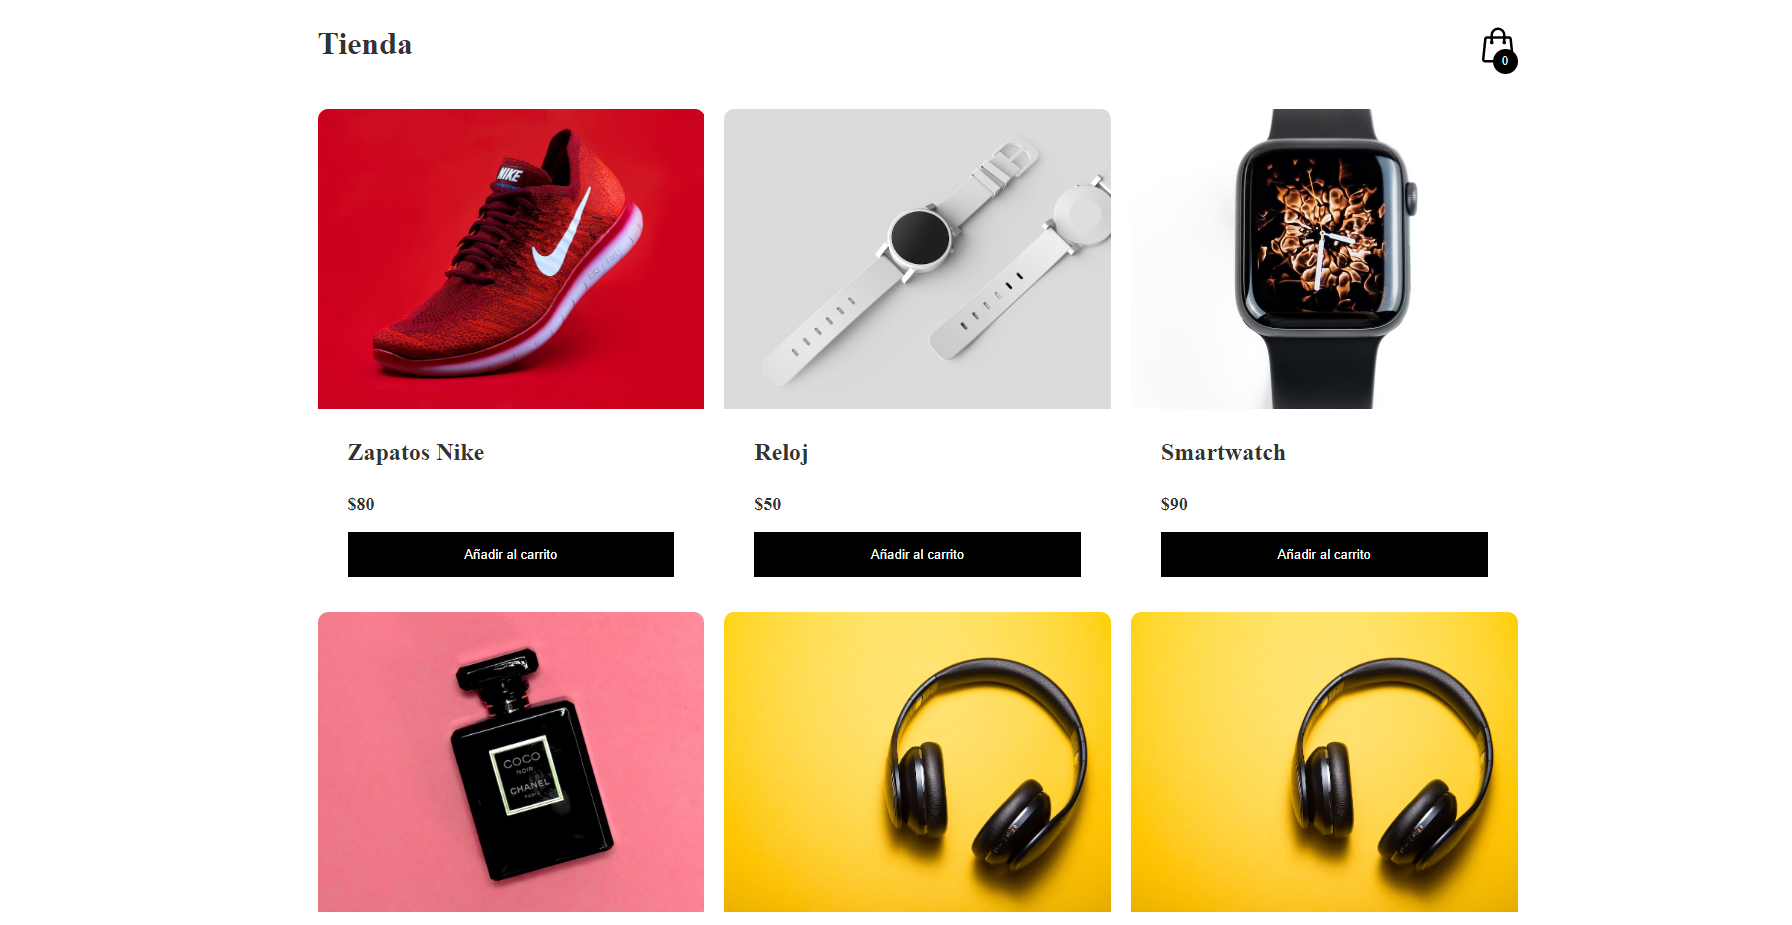 Tienda
0
NIKE
Zapatos Nike
Reloj
Smartwatch
$80
$50
$90
Añadir al carrito
Añadir al carrito
Añadir al carrito
COCO
NOIR
CHANEL
PARIS